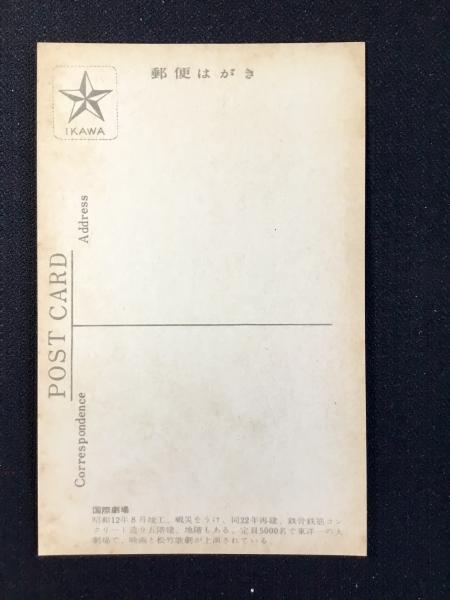 郵便はがき
IKAWA
POST CARD
Address
Correspondence
国際劇場
昭和12年8月竣工、戦災をうけ、同22年再建、鉄骨鉄筋コン
クリート造り五階建、地階もある。定員5000名で東洋一の大
劇場で、映画と松竹歌劇が上演されている。